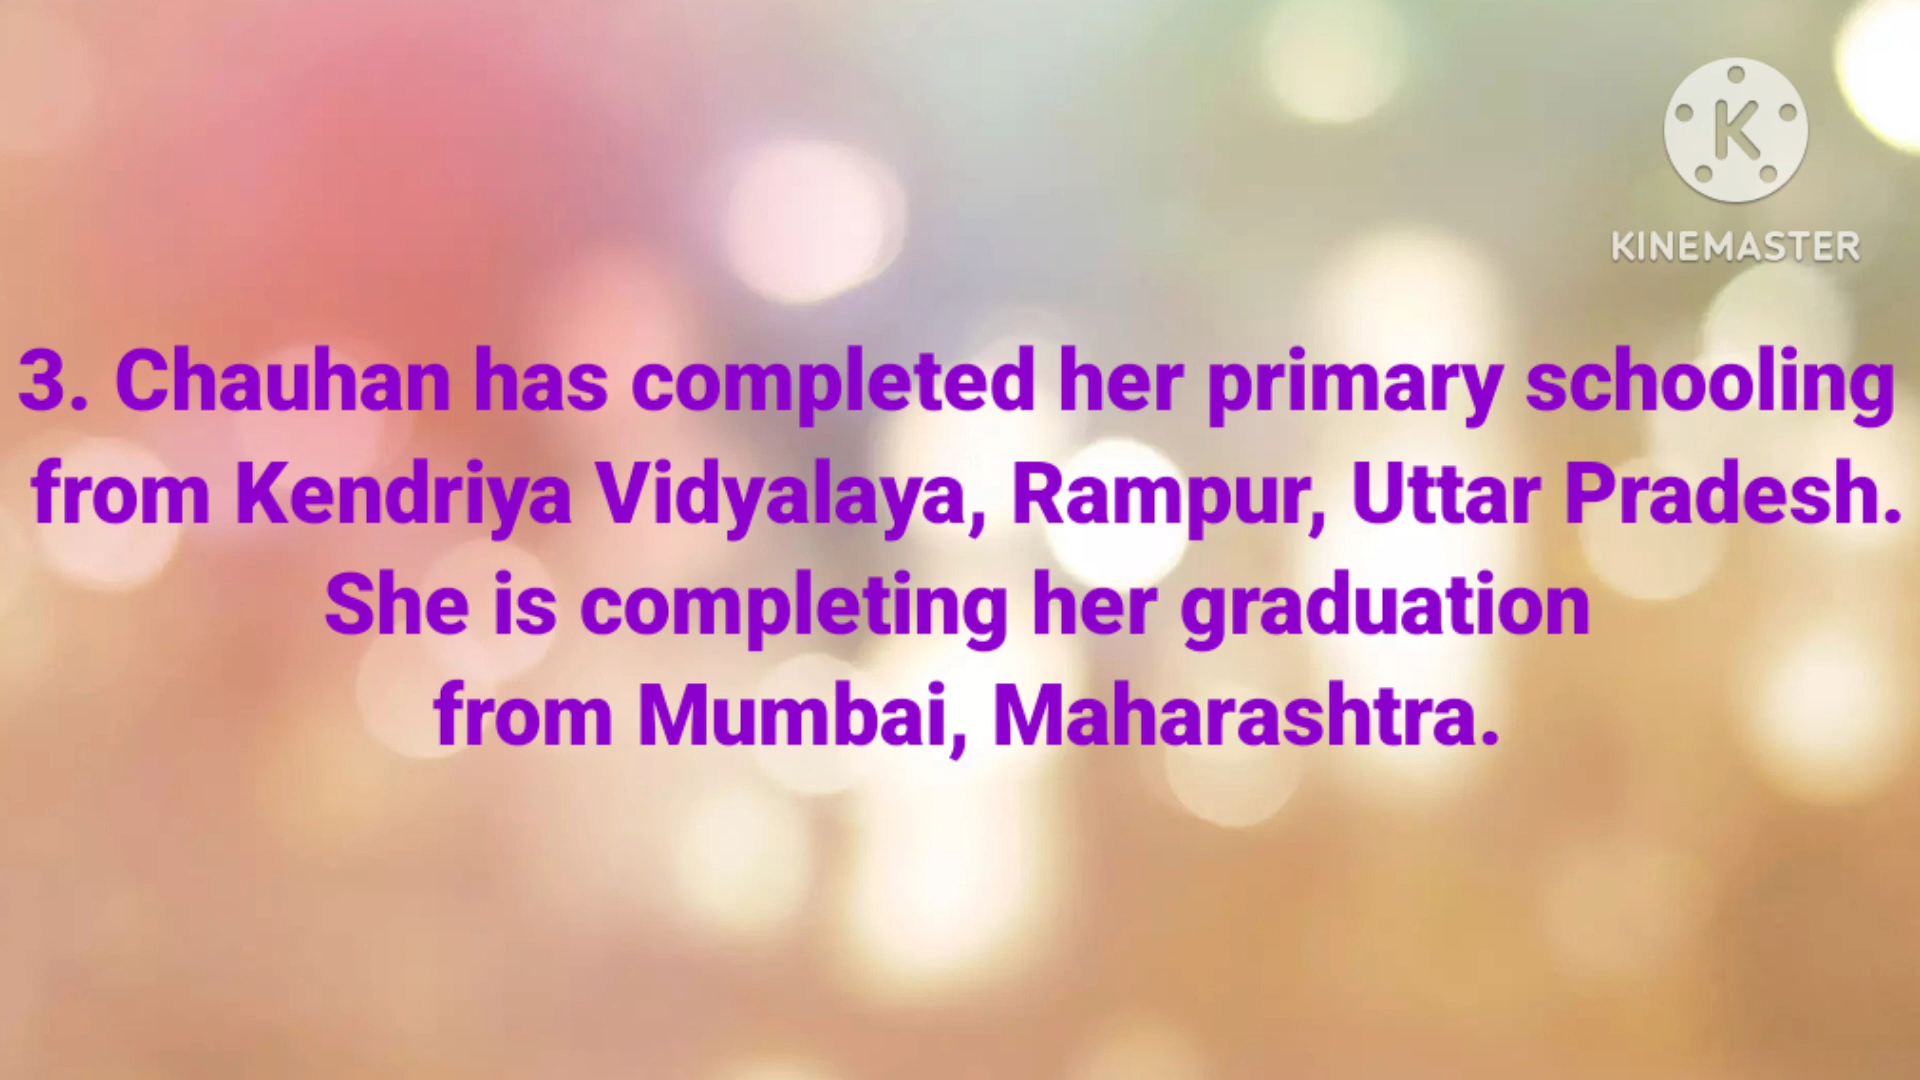 K
KINEMASTER
3. Chauhan has completed her primary schooling
from Kendriya Vidyalaya, Rampur, Uttar Pradesh.
She is completing her graduation
from Mumbai, Maharashtra.